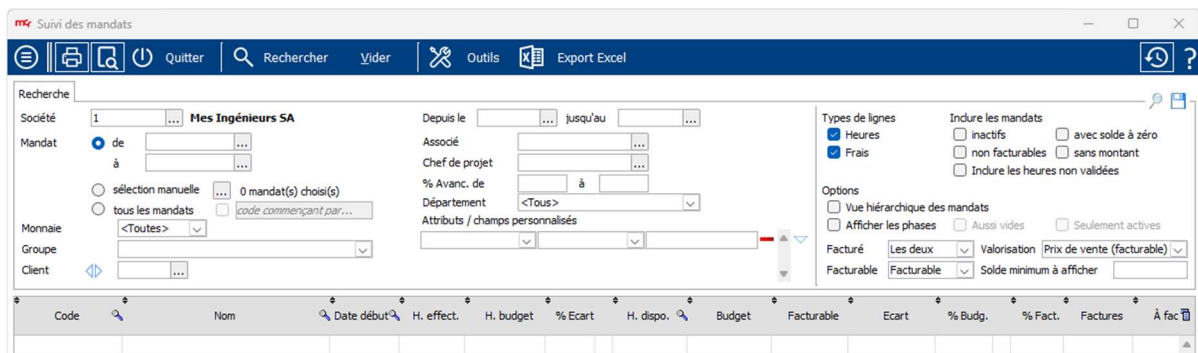 mcr Suivi des mandats
Quitter Rechercher Vider Outils Export Excel ?
Recherche
Société 1 ... Mes Ingénieurs SA
Mandat de ...
à ...
sélection manuelle ... 0 mandat(s) choisi(s)
tous les mandats code commençant par...
Monnaie <Toutes>
Groupe
Client ...
Depuis le ... jusqu'au ...
Associé ...
Chef de projet ...
% Avanc. de à
Département <Tous>
Attributs / champs personnalisés
Types de lignes
Heures
Frais
Inclure les mandats
inactifs avec solde à zéro
non facturables sans montant
Inclure les heures non validées
Options
Vue hiérarchique des mandats
Afficher les phases Aussi vides Seulement actives
Facturé Les deux Valorisation Prix de vente (facturable)
Facturable Facturable Solde minimum à afficher
Code Nom Date début H. effect. H. budget % Ecart H. dispo. Budget Facturable Ecart % Budg. % Fact. Factures À fac